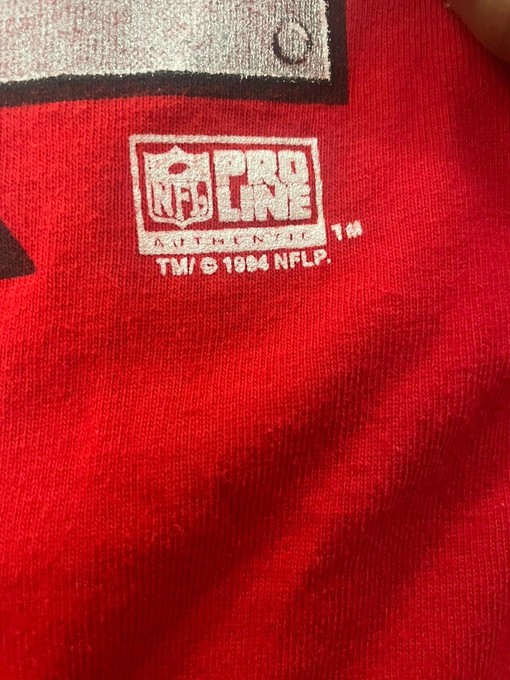 NFL
PRO
LINE
AUTHENTIC
TM
TM/ © 1994 NFLP.